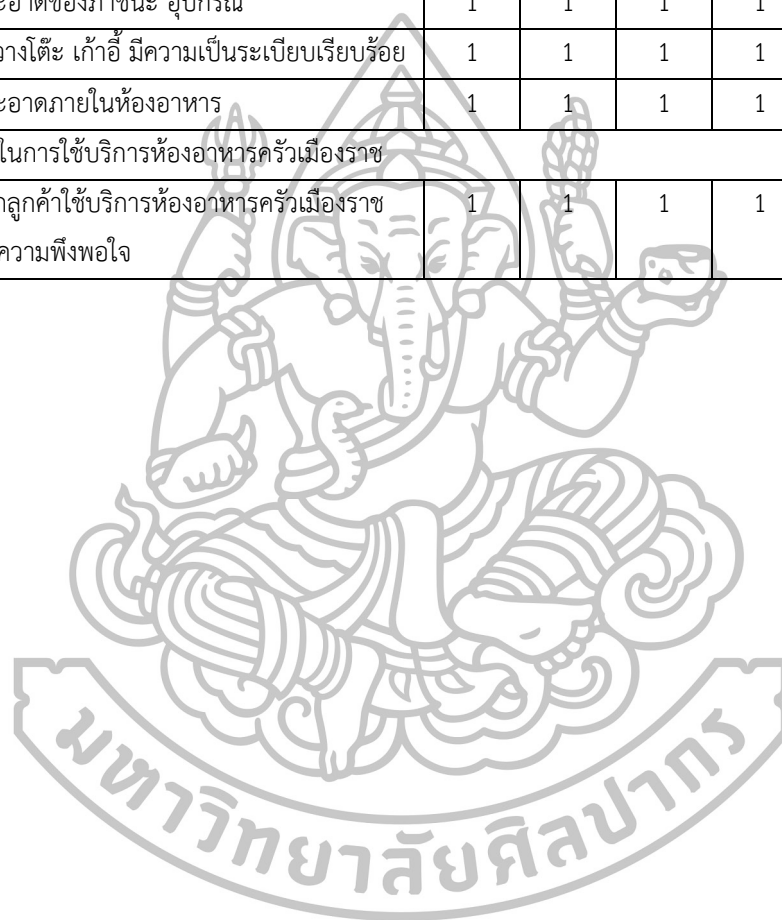 ะอาดของภาชนะ อุปกรณ์ 1 1 1 1
วางโต๊ะ เก้าอี้ มีความเป็นระเบียบเรียบร้อย 1 1 1 1
ะอาดภายในห้องอาหาร 1 1 1 1
ในการใช้บริการห้องอาหารครัวเมืองราช
ลูกค้าใช้บริการห้องอาหารครัวเมืองราช 1 1 1 1
ความพึงพอใจ
มหาวิทยาลัยศิลปากร